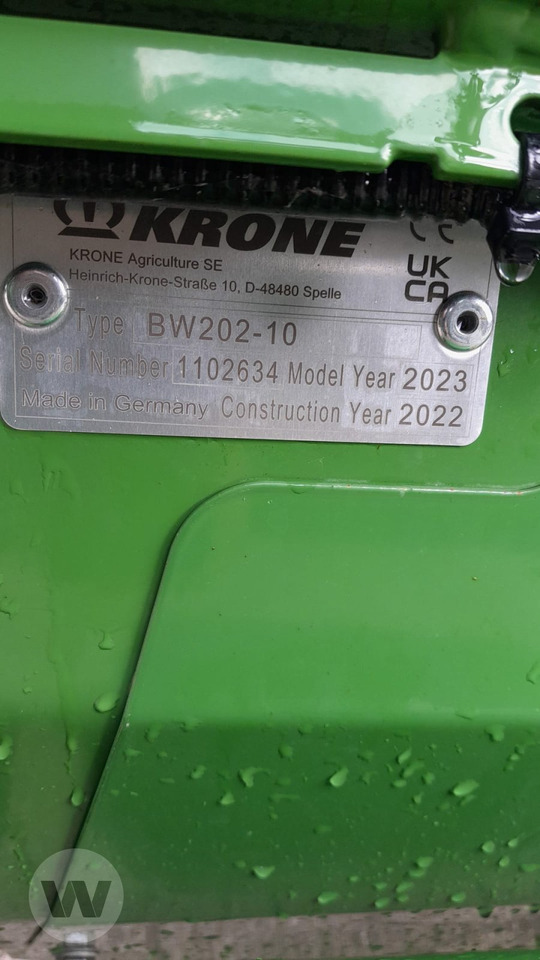 KRONE
KRONE Agriculture SE
Heinrich-Krone-Straße 10, D-48480 Spelle
CE
UK
CA
Type BW202-10
Serial Number 1102634 Model Year 2023
Made in Germany Construction Year 2022
W